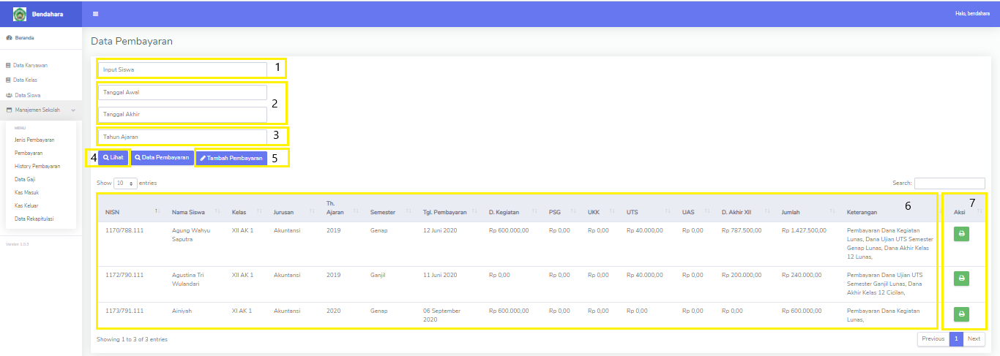 Bendahara
Halo, bendahara
Beranda
Data Karyawan
Data Kelas
Data Siswa
Manajemen Sekolah
MENU
Jenis Pembayaran
Pembayaran
History Pembayaran
Data Gaji
Kas Masuk
Kas Keluar
Data Rekapitulasi
Data Pembayaran
Input Siswa 1
Tanggal Awal
2
Tanggal Akhir
Tahun Ajaran 3
4 Lihat Data Pembayaran Tambah Pembayaran 5
Show 10 entries Search:
6 7
NISN Nama Siswa Kelas Jurusan Th. Ajaran Semester Tgl. Pembayaran D. Kegiatan PSG UKK UTS UAS D. Akhir XII Jumlah Keterangan Aksi
1170/788.111 Agung Wahyu Saputra XII AK 1 Akuntansi 2019 Genap 12 Juni 2020 Rp 600.000,00 Rp 0,00 Rp 0,00 Rp 40.000,00 Rp 0,00 Rp 787.500,00 Rp 1.427.500,00 Pembayaran Dana Kegiatan
Lunas, Dana Ujian UTS Semester
Genap Lunas, Dana Akhir Kelas
12 Lunas,
1172/790.111 Agustina Tri Wulandari XII AK 1 Akuntansi 2019 Ganjil 11 Juni 2020 Rp 0,00 Rp 0,00 Rp 0,00 Rp 40.000,00 Rp 0,00 Rp 200.000,00 Rp 240.000,00 Pembayaran Dana Ujian UTS
Semester Ganjil Lunas, Dana
Akhir Kelas 12 Cicilan,
1173/791.111 Ainiyah XI AK 1 Akuntansi 2020 Genap 06 September 2020 Rp 600.000,00 Rp 0,00 Rp 0,00 Rp 0,00 Rp 0,00 Rp 0,00 Rp 600.000,00 Pembayaran Dana Kegiatan
Lunas,
Showing 1 to 3 of 3 entries Previous 1 Next